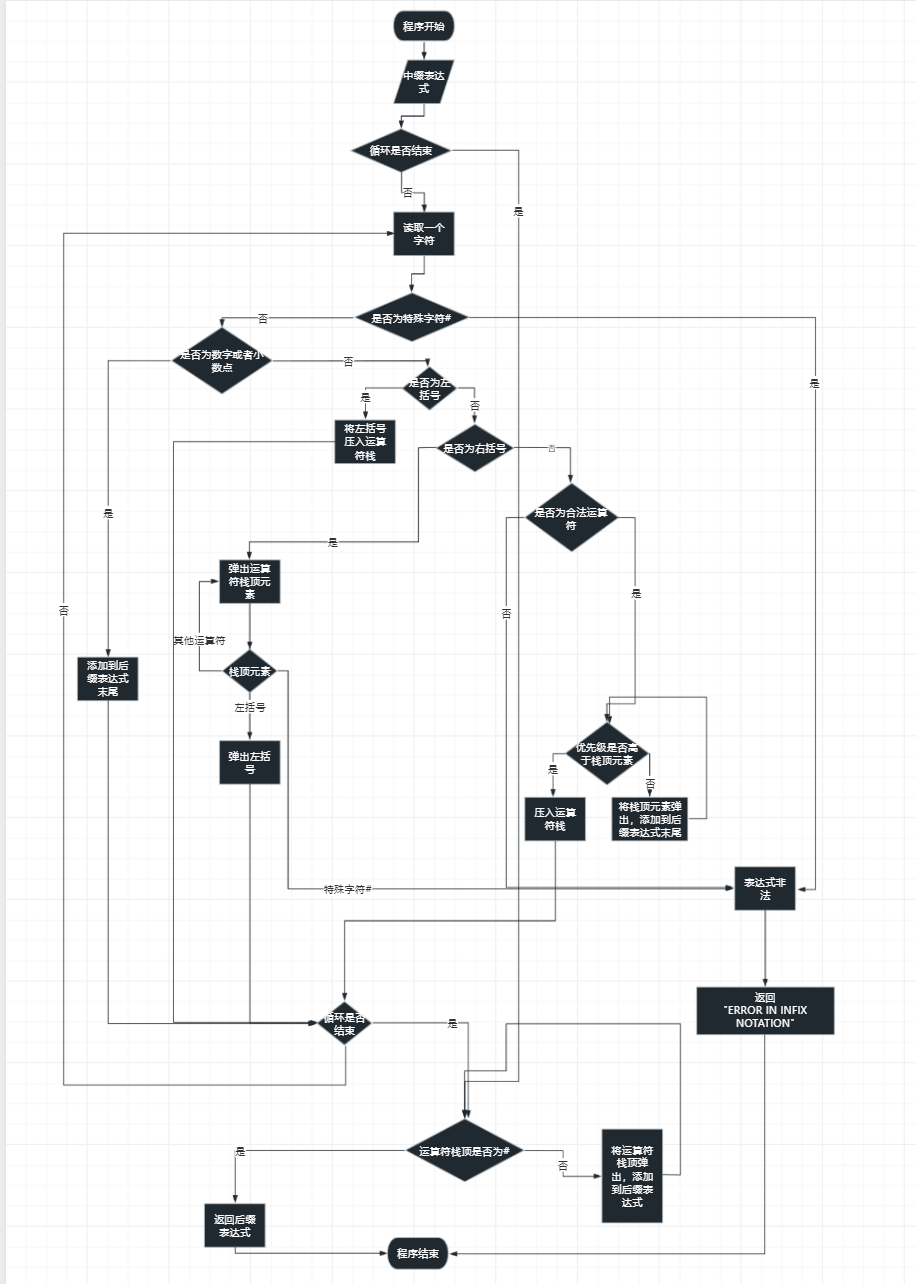 程序开始
中缀表达
式
循环是否结束
否
是
读取一个
字符
是否为特殊字符#
否
是
是否为数字或者小
数点
否
是
是否为左
括号
是
否
将左括号
压入运算
符栈
是否为右括号
否
是
是否为合法运算
符
否
是
弹出运算
符栈顶元
素
其他运算符
栈顶元素
左括号
弹出左括
号
特殊字符#
添加到后
缀表达式
末尾
否
优先级是否高
于栈顶元素
是
否
压入运算
符栈
将栈顶元素弹
出，添加到后
缀表达式末尾
表达式非
法
返回
"ERROR IN INFIX
NOTATION"
循环是否
结束
是
运算符栈顶是否为#
是
否
将运算符
栈顶弹
出，添加
到后缀表
达式
返回后缀
表达式
程序结束